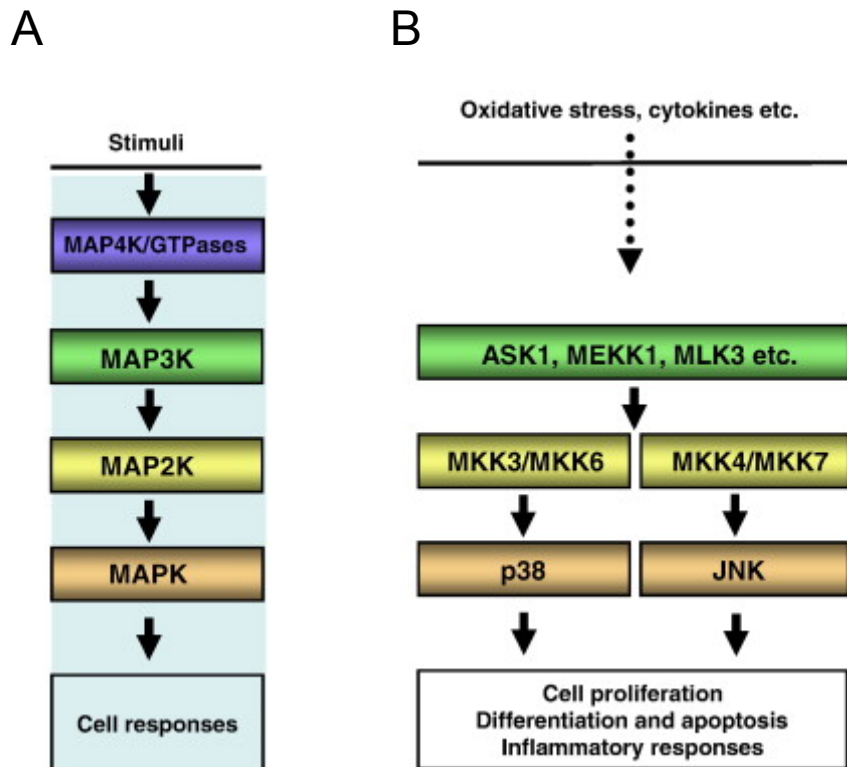 A
Stimuli
MAP4K/GTPases
MAP3K
MAP2K
MAPK
Cell responses
B
Oxidative stress, cytokines etc.
ASK1, MEKK1, MLK3 etc.
MKK3/MKK6
MKK4/MKK7
p38
JNK
Cell proliferation
Differentiation and apoptosis
Inflammatory responses